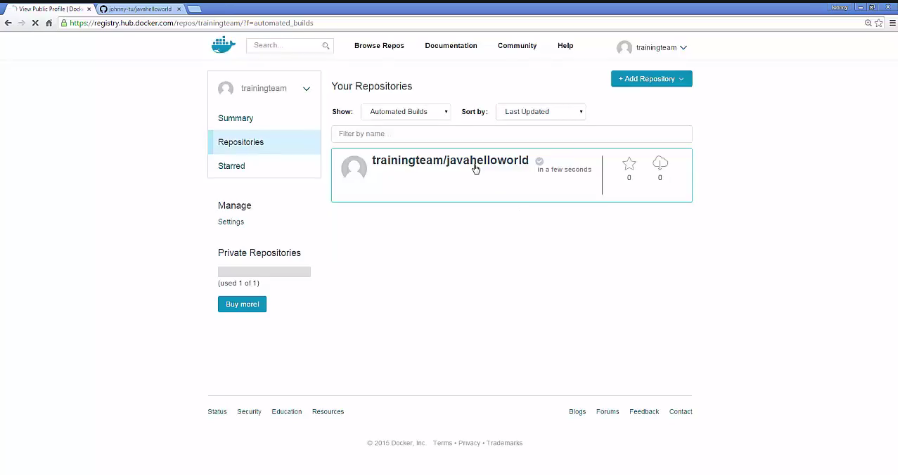 View Public Profile | Dock
johnny-tu/javahelloworld
https://registry.hub.docker.com/repos/trainingteam/?f=automated_builds
Search...
Browse Repos
Documentation
Community
Help
trainingteam
trainingteam
Summary
Repositories
Starred
Manage
Settings
Private Repositories
(used 1 of 1)
Buy more!
Your Repositories
+ Add Repository
Show:
Automated Builds
Sort by:
Last Updated
Filter by name...
trainingteam/javahelloworld
in a few seconds
0
0
Status
Security
Education
Resources
Blogs
Forums
Feedback
Contact
Terms • Privacy • Trademarks